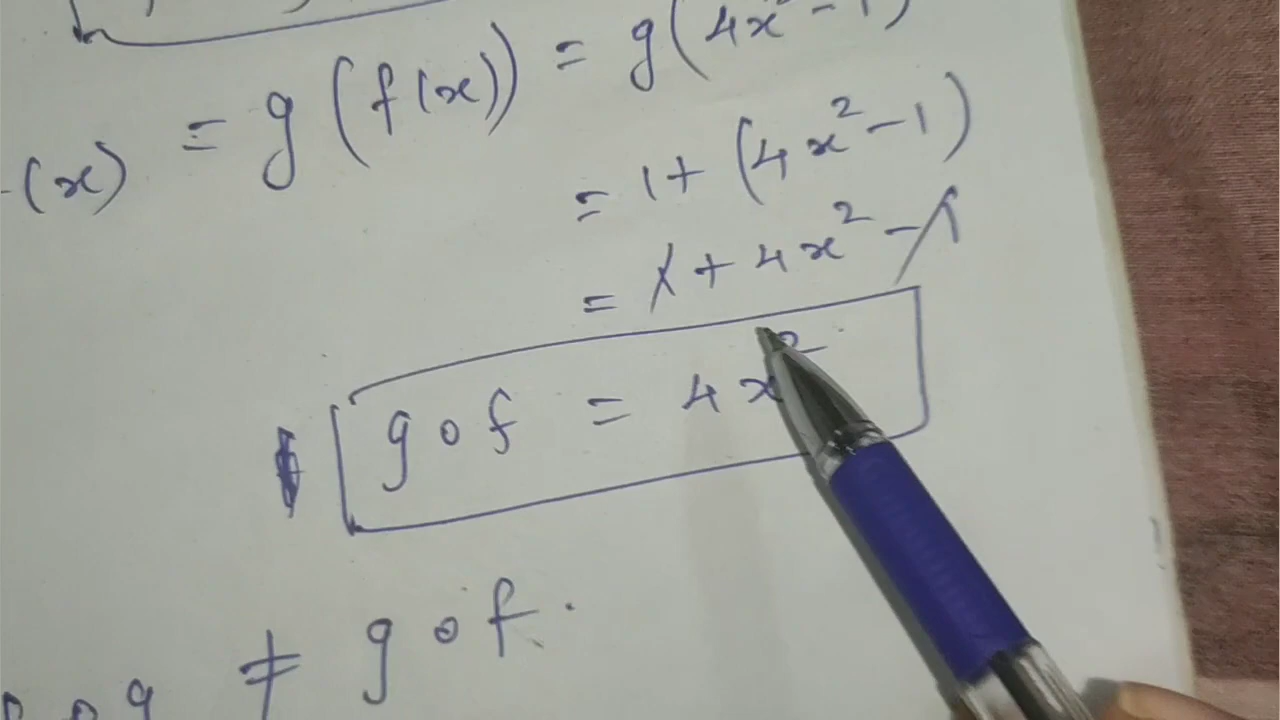 (x) = g(f(x)) = g(4x² - 1)
= 1 + (4x² - 1)
= 1 + 4x² - 1
g o f = 4x²
f o g ≠ g o f.